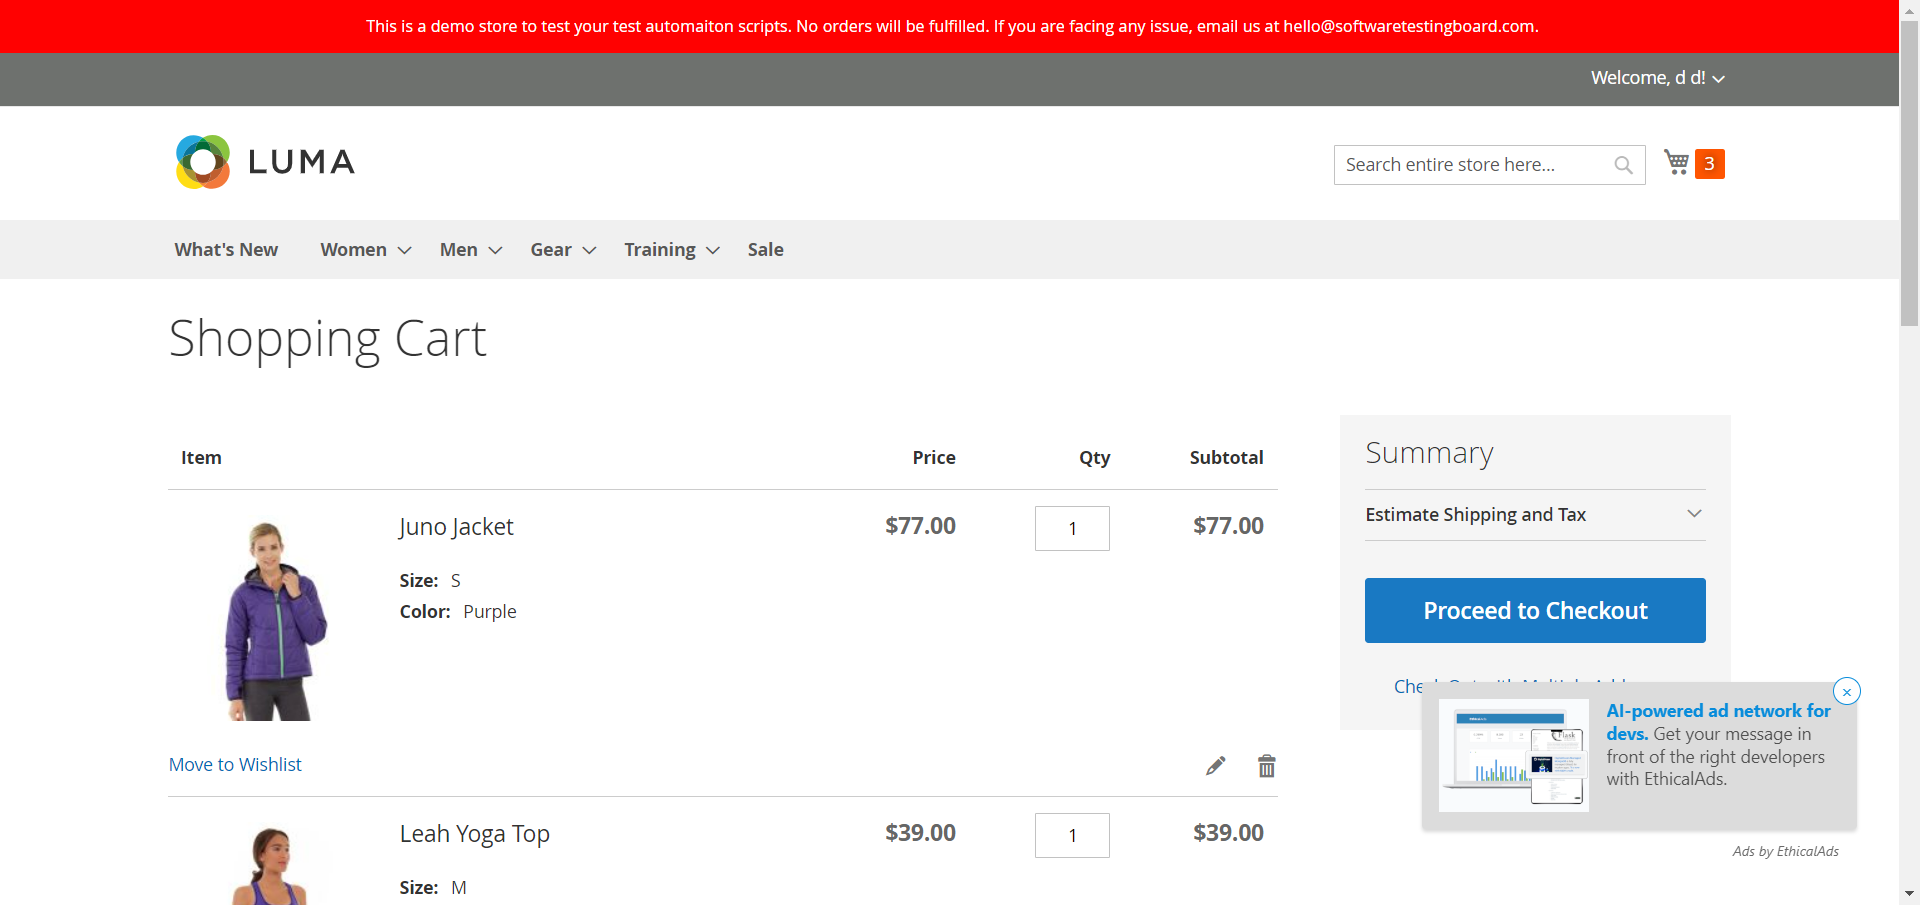 This is a demo store to test your test automaiton scripts. No orders will be fulfilled. If you are facing any issue, email us at hello@softwaretestingboard.com.
Welcome, d d!
LUMA
Search entire store here...
3
What's New Women Men Gear Training Sale
Shopping Cart
Item Price Qty Subtotal
Juno Jacket $77.00 1 $77.00
Size: S
Color: Purple
Move to Wishlist
Leah Yoga Top $39.00 1 $39.00
Size: M
Summary
Estimate Shipping and Tax
Proceed to Checkout
AI-powered ad network for
devs. Get your message in
front of the right developers
with EthicalAds.
Ads by EthicalAds